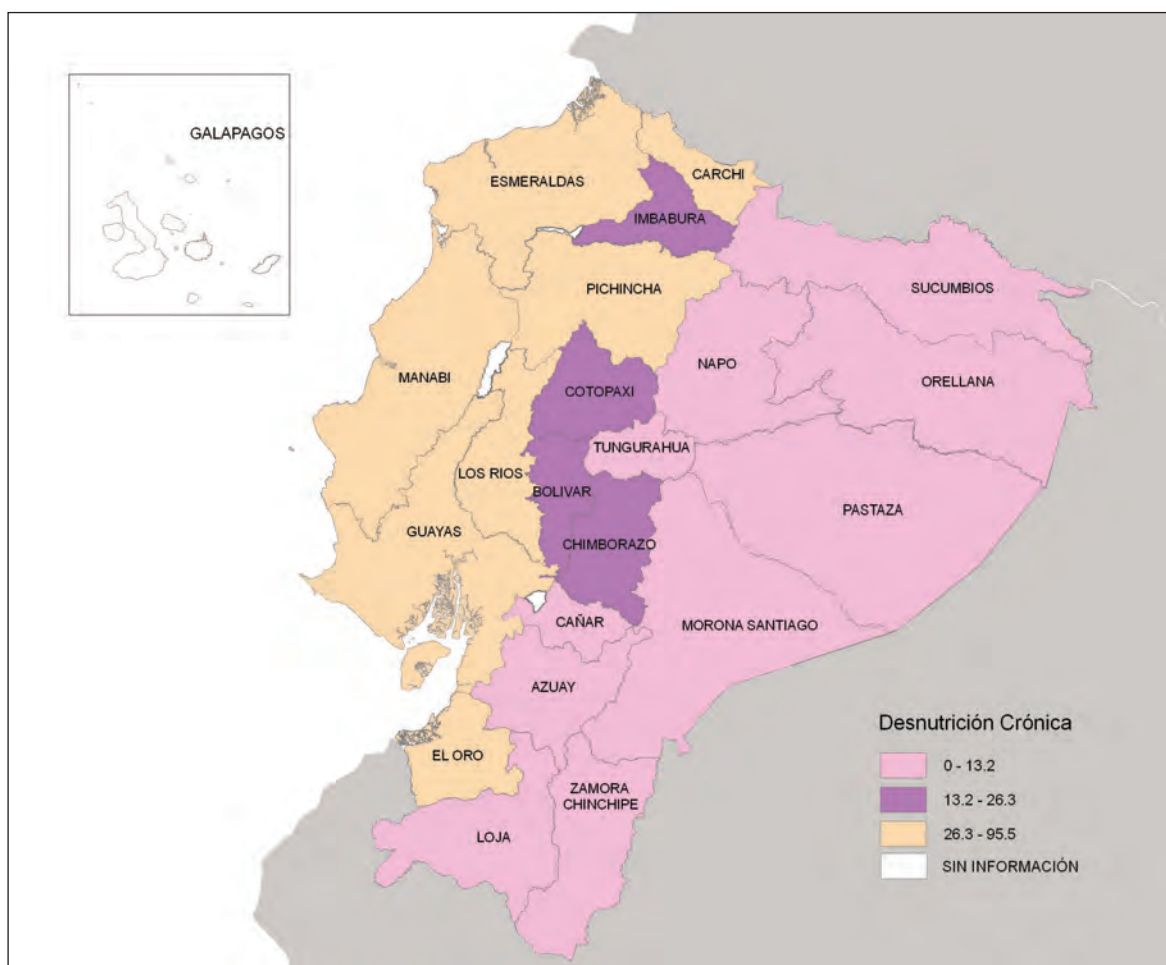 GALAPAGOS
ESMERALDAS
CARCHI
IMBABURA
PICHINCHA
SUCUMBIOS
NAPO
MANABI
ORELLANA
COTOPAXI
TUNGURAHUA
LOS RIOS
BOLIVAR
PASTAZA
GUAYAS
CHIMBORAZO
CAÑAR
MORONA SANTIAGO
AZUAY
EL ORO
ZAMORA
CHINCHIPE
LOJA
Desnutrición Crónica
0 - 13.2
13.2 - 26.3
26.3 - 95.5
SIN INFORMACIÓN